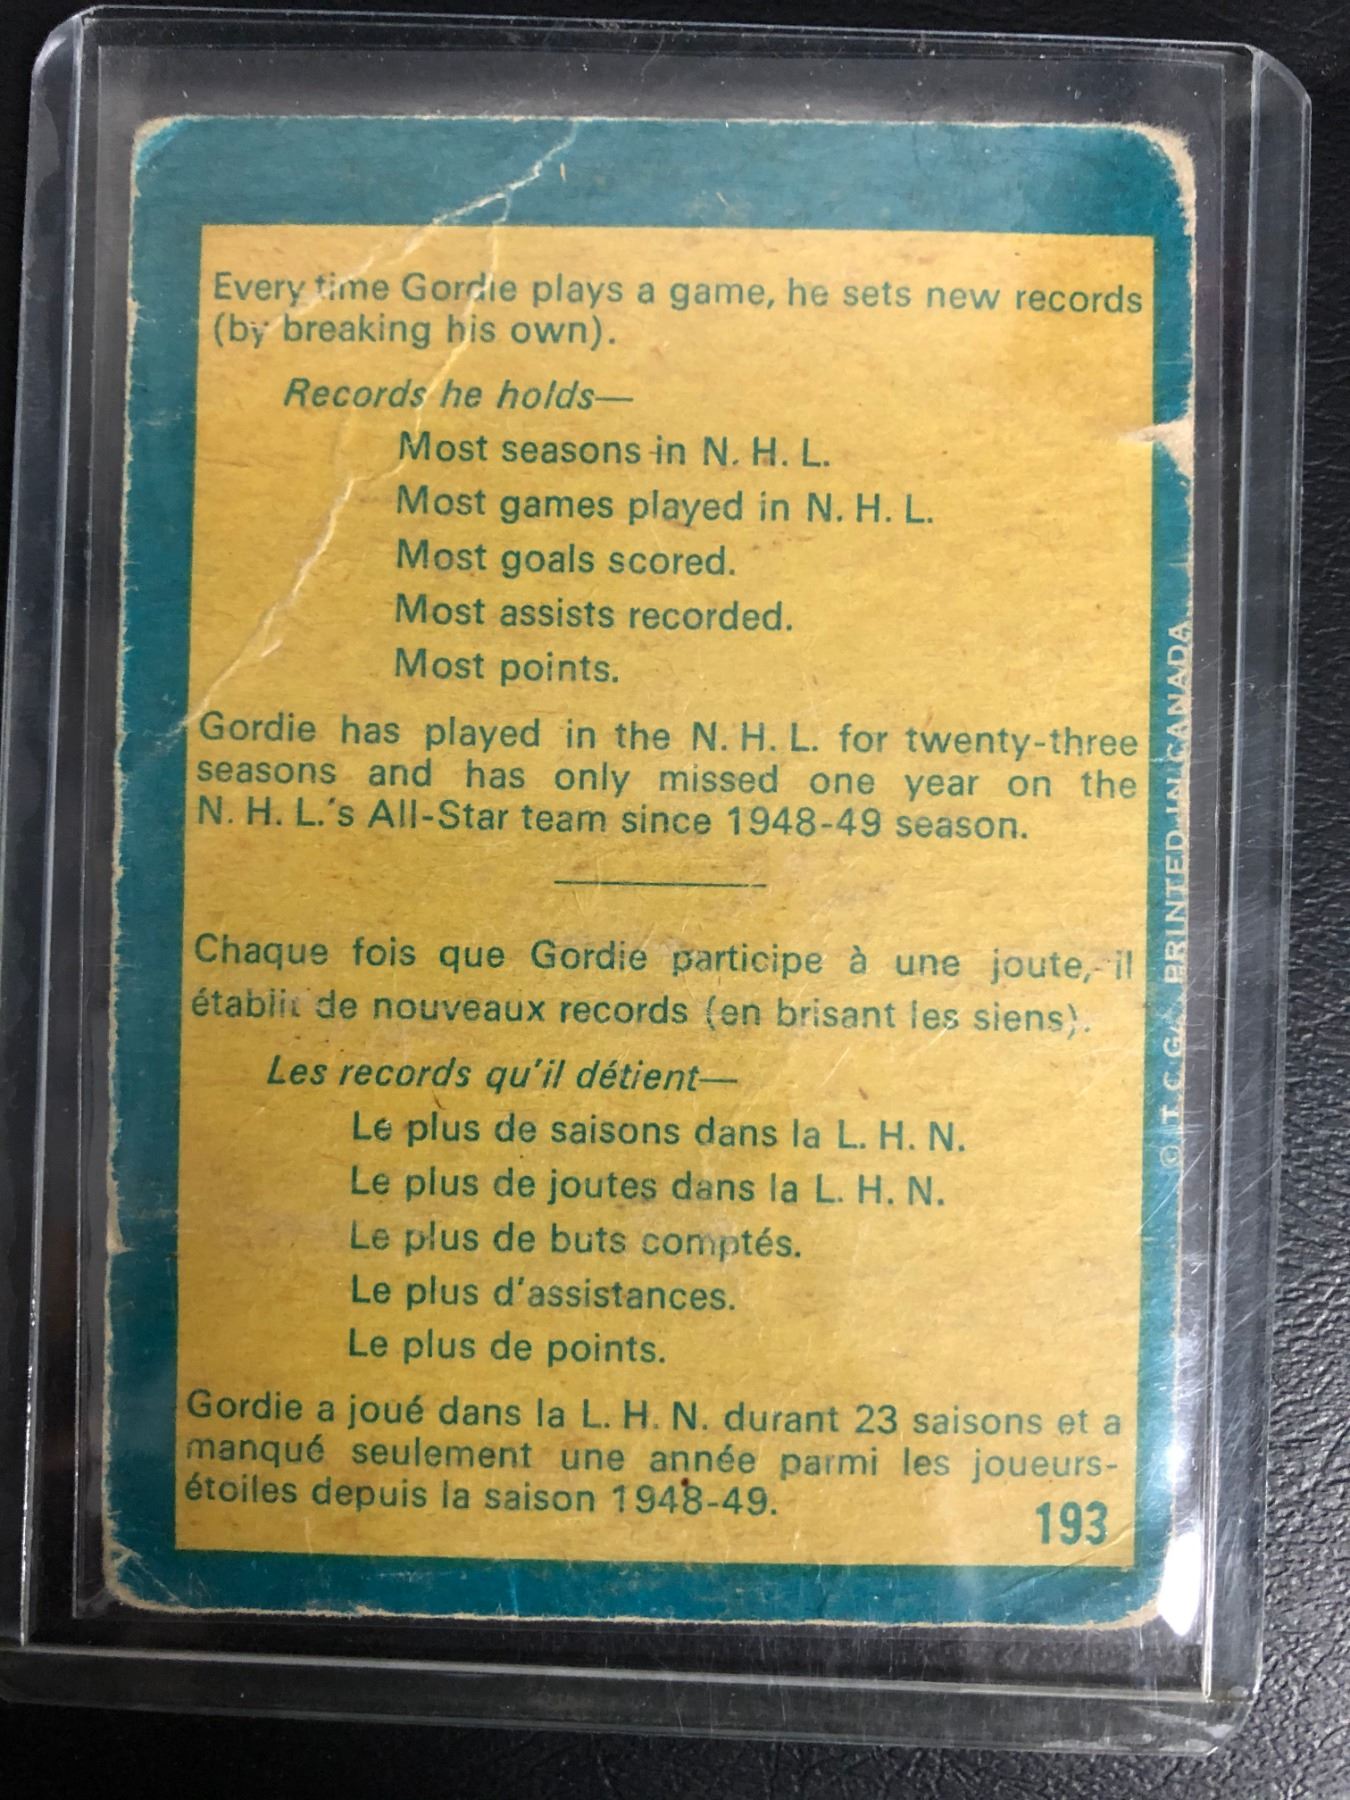 Every time Gordie plays a game, he sets new records
(by breaking his own).
Records he holds—
Most seasons in N. H. L.
Most games played in N. H. L.
Most goals scored.
Most assists recorded.
Most points.
Gordie has played in the N. H. L. for twenty-three
seasons and has only missed one year on the
N. H. L.'s All-Star team since 1948-49 season.
Chaque fois que Gordie participe à une joute, il
établit de nouveaux records (en brisant les siens).
Les records qu'il détient—
Le plus de saisons dans la L. H. N.
Le plus de joutes dans la L. H. N.
Le plus de buts comptés.
Le plus d'assistances.
Le plus de points.
Gordie a joué dans la L. H. N. durant 23 saisons et a
manqué seulement une année parmi les joueurs-
étoiles depuis la saison 1948-49.
193
© T. C. G. PRINTED IN CANADA